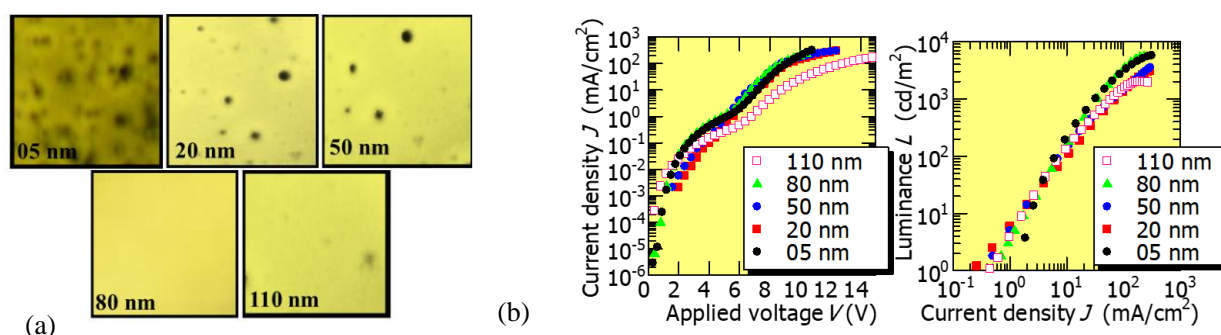 05 nm
20 nm
50 nm
80 nm
110 nm
(a)
(b)
Current density J (mA/cm²)
10³
10²
10¹
10⁰
10⁻¹
10⁻²
10⁻³
10⁻⁴
10⁻⁵
10⁻⁶
0 2 4 6 8 10 12 14
Applied voltage V (V)
110 nm
80 nm
50 nm
20 nm
05 nm
Luminance L (cd/m²)
10⁴
10³
10²
10¹
10⁰
10⁻¹ 10⁰ 10¹ 10² 10³
Current density J (mA/cm²)
110 nm
80 nm
50 nm
20 nm
05 nm